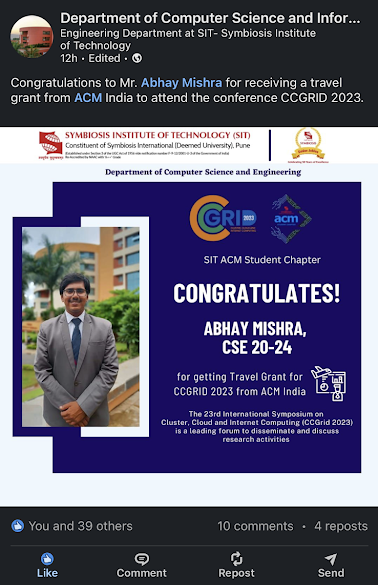 Department of Computer Science and Infor...
Engineering Department at SIT- Symbiosis Institute
of Technology
12h • Edited •
Congratulations to Mr. Abhay Mishra for receiving a travel
grant from ACM India to attend the conference CCGRID 2023.
SYMBIOSIS INSTITUTE OF TECHNOLOGY (SIT)
Constituent of Symbiosis International (Deemed University), Pune
Department of Computer Science and Engineering
CCGRID 2023
acm
SIT ACM Student Chapter
CONGRATULATES!
ABHAY MISHRA,
CSE 20-24
for getting Travel Grant for
CCGRID 2023 from ACM India
The 23rd International Symposium on
Cluster, Cloud and Internet Computing (CCGrid 2023)
is a leading forum to disseminate and discuss
research activities
You and 39 others
10 comments • 4 reposts
Like
Comment
Repost
Send